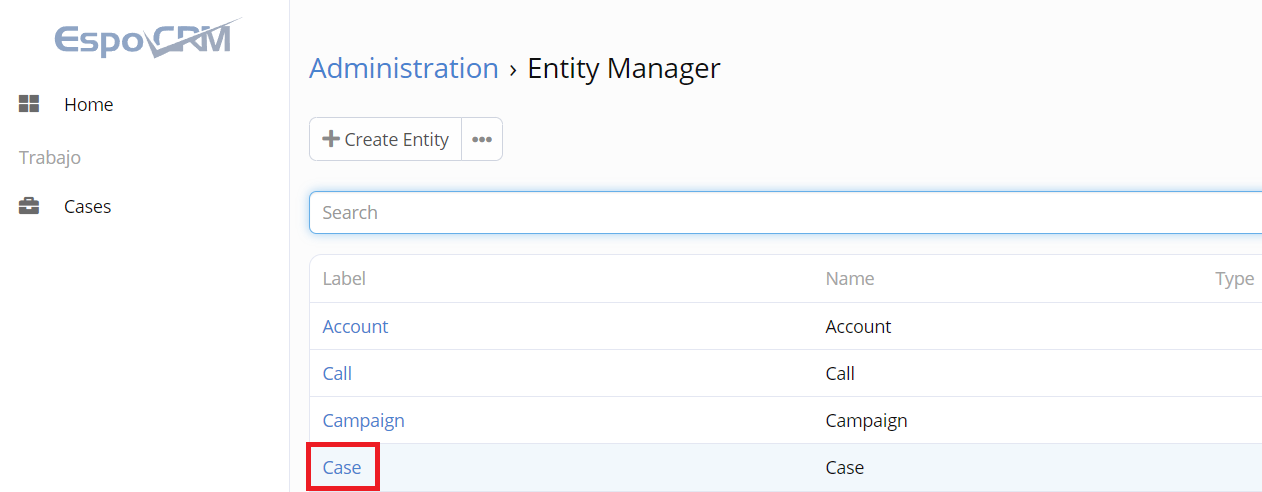 EspoCRM
Home
Trabajo
Cases
Administration › Entity Manager
Create Entity
Search
Label Name Type
Account Account
Call Call
Campaign Campaign
Case Case